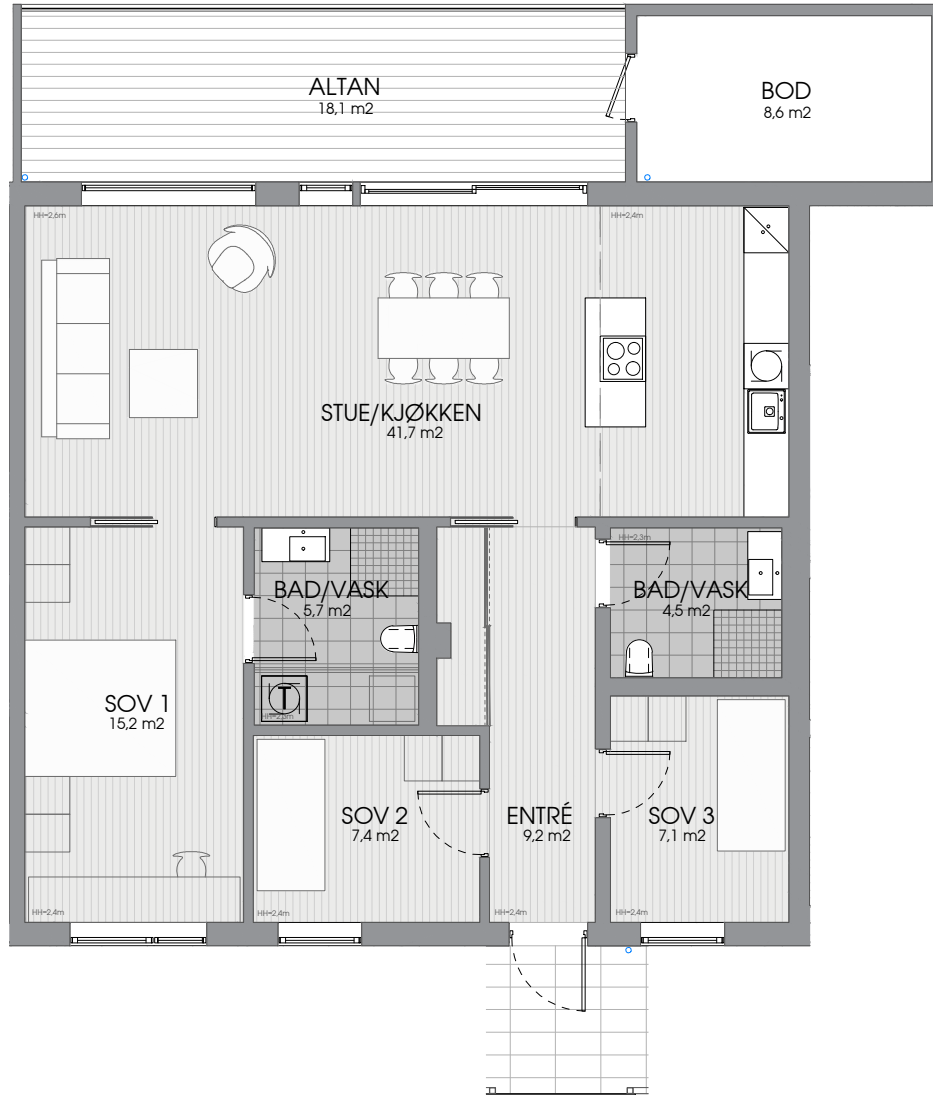 ALTAN
18,1 m2
BOD
8,6 m2
HH=2,6m
HH=2,4m
STUE/KJØKKEN
41,7 m2
HH=2,3m
BAD/VASK
5,7 m2
BAD/VASK
4,5 m2
T
HH=2,3m
SOV 1
15,2 m2
SOV 2
7,4 m2
ENTRÉ
9,2 m2
SOV 3
7,1 m2
HH=2,4m
HH=2,4m
HH=2,4m
HH=2,4m